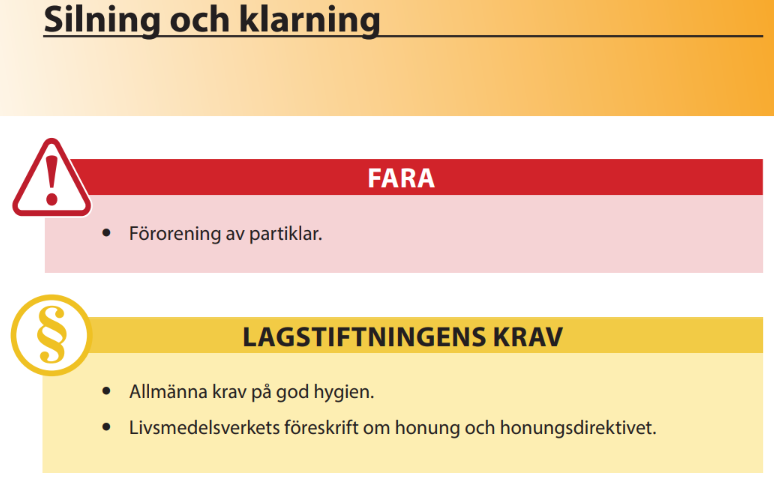 Silning och klarning
FARA
• Förorening av partiklar.
§
LAGSTIFTNINGENS KRAV
• Allmänna krav på god hygien.
• Livsmedelsverkets föreskrift om honung och honungsdirektivet.